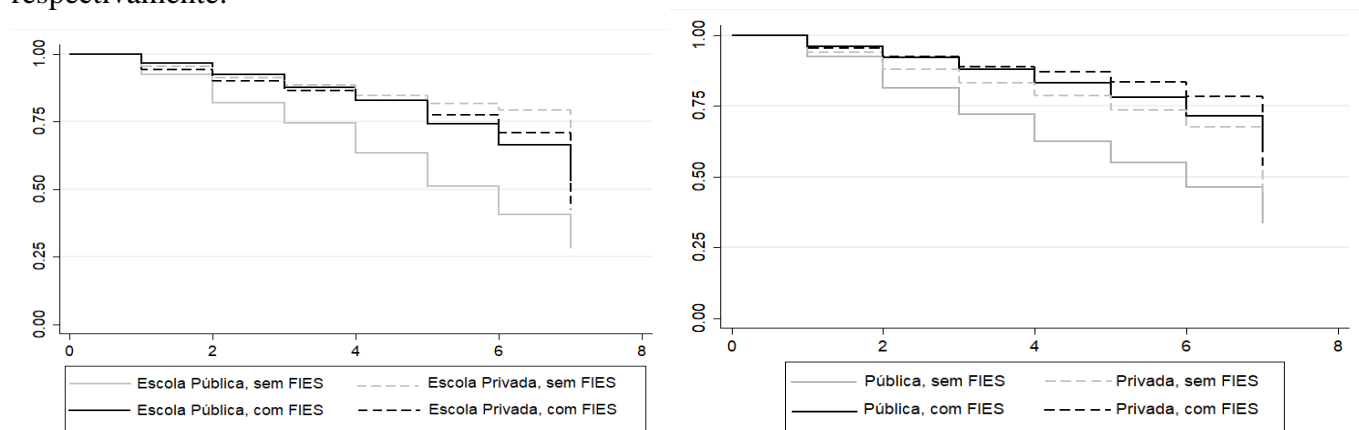 respectivamente.
1.00
0.75
0.50
0.25
0.00
0 2 4 6 8
Escola Pública, sem FIES Escola Privada, sem FIES
Escola Pública, com FIES Escola Privada, com FIES
1.00
0.75
0.50
0.25
0.00
0 2 4 6 8
Pública, sem FIES Privada, sem FIES
Pública, com FIES Privada, com FIES